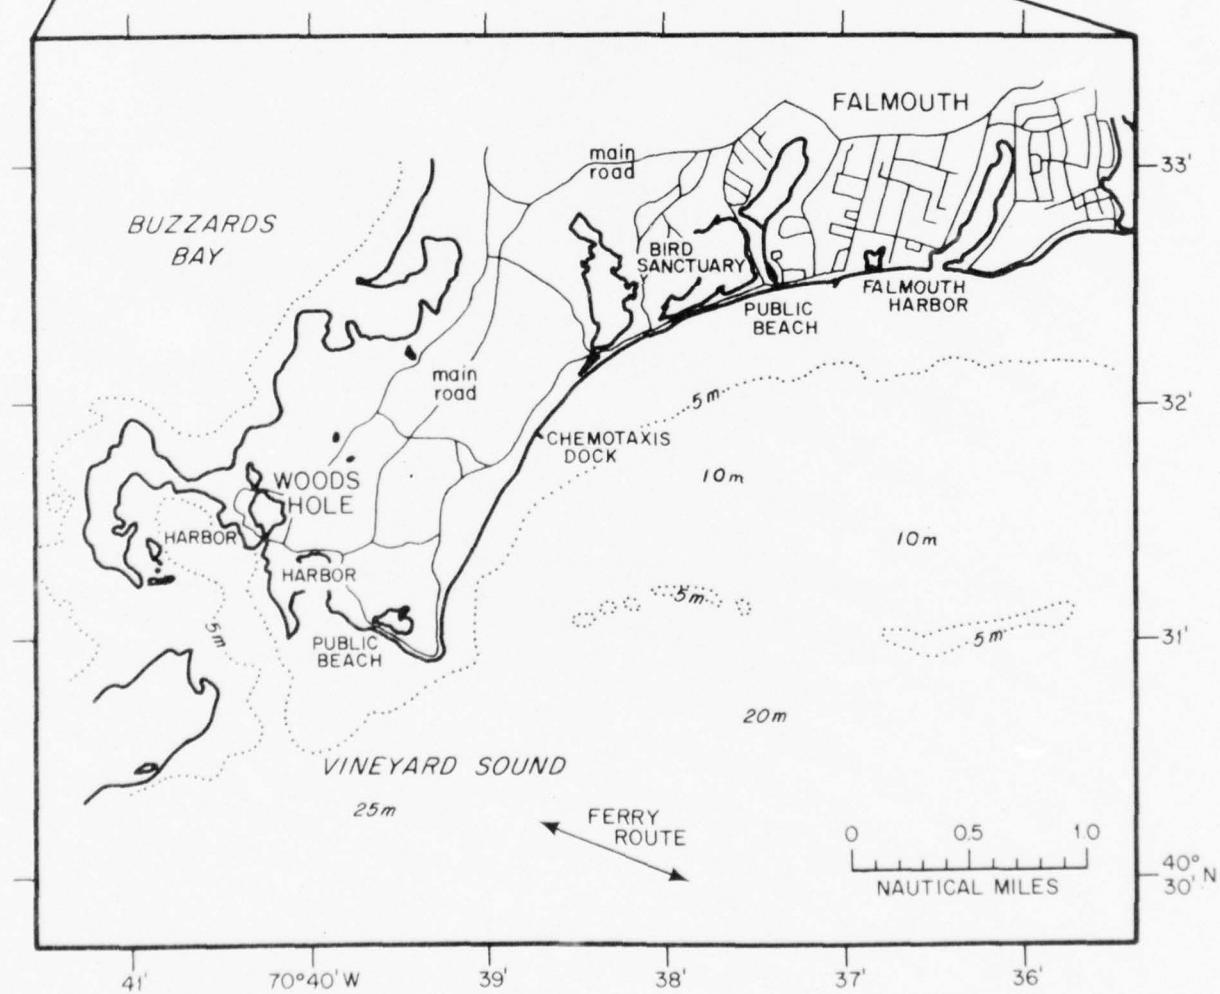 FALMOUTH
main
road
33'
BUZZARDS
BAY
BIRD
SANCTUARY
FALMOUTH
HARBOR
PUBLIC
BEACH
main
road
5m
32'
CHEMOTAXIS
DOCK
10m
WOODS
HOLE
HARBOR
10m
HARBOR
5m
5m
5m
31'
PUBLIC
BEACH
20m
VINEYARD SOUND
25m
FERRY
ROUTE
0 0.5 1.0
NAUTICAL MILES
40°
30' N
41' 70°40' W 39' 38' 37' 36'